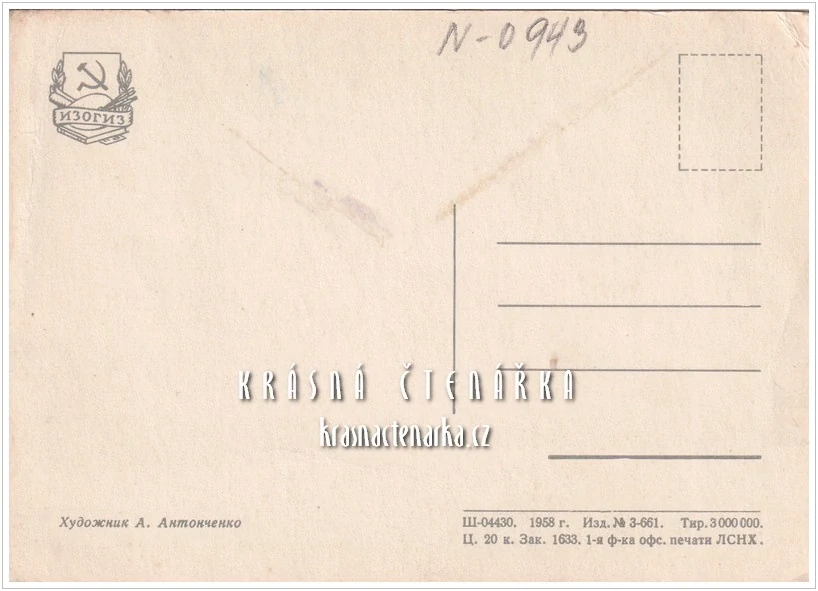 N-0943
ИЗОГИЗ
KRÁSNÁ ČTENÁŘKA
krasnactenarka.cz
Художник А. Антонченко
Ш-04430. 1958 г. Изд. № 3-661. Тир. 3 000 000.
Ц. 20 к. Зак. 1633. 1-я ф-ка офс. печати ЛСНХ.